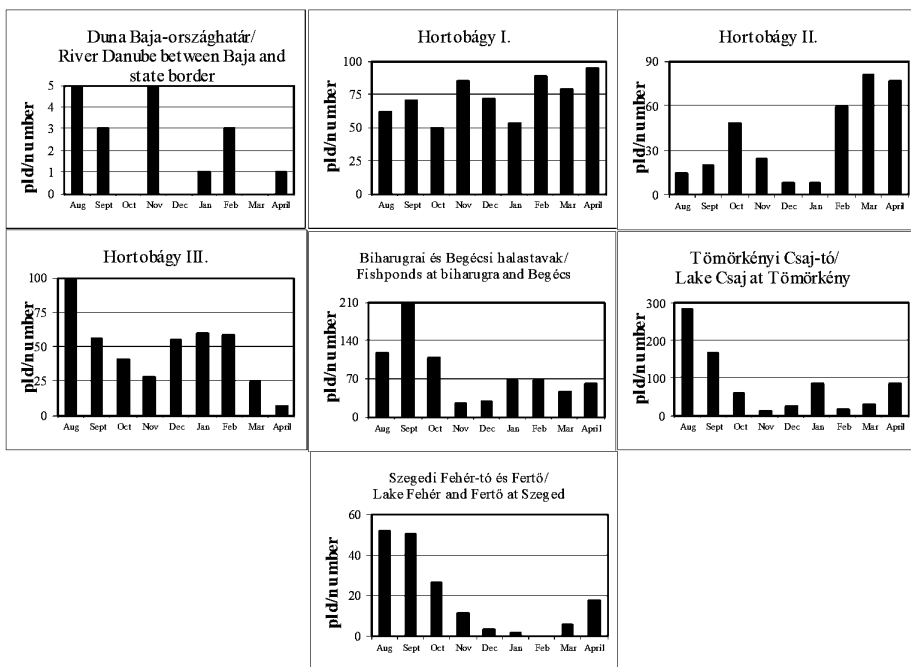 Duna Baja-országhatár/
River Danube between Baja and
state border
pld/number
5
4
3
2
1
0
Aug Sept Oct Nov Dec Jan Feb Mar April
Hortobágy I.
pld/number
100
75
50
25
0
Aug Sept Oct Nov Dec Jan Feb Mar April
Hortobágy II.
pld/number
90
60
30
0
Aug Sept Oct Nov Dec Jan Feb Mar April
Hortobágy III.
pld/number
100
75
50
25
0
Aug Sept Oct Nov Dec Jan Feb Mar April
Biharugrai és Begécsi halastavak/
Fishponds at biharugra and Begécs
pld/number
210
140
70
0
Aug Sept Oct Nov Dec Jan Feb Mar April
Tömörkényi Csaj-tó/
Lake Csaj at Tömörkény
pld/number
300
200
100
0
Aug Sept Oct Nov Dec Jan Feb Mar April
Szegedi Fehér-tó és Fertő/
Lake Fehér and Fertő at Szeged
pld/number
60
40
20
0
Aug Sept Oct Nov Dec Jan Feb Mar April